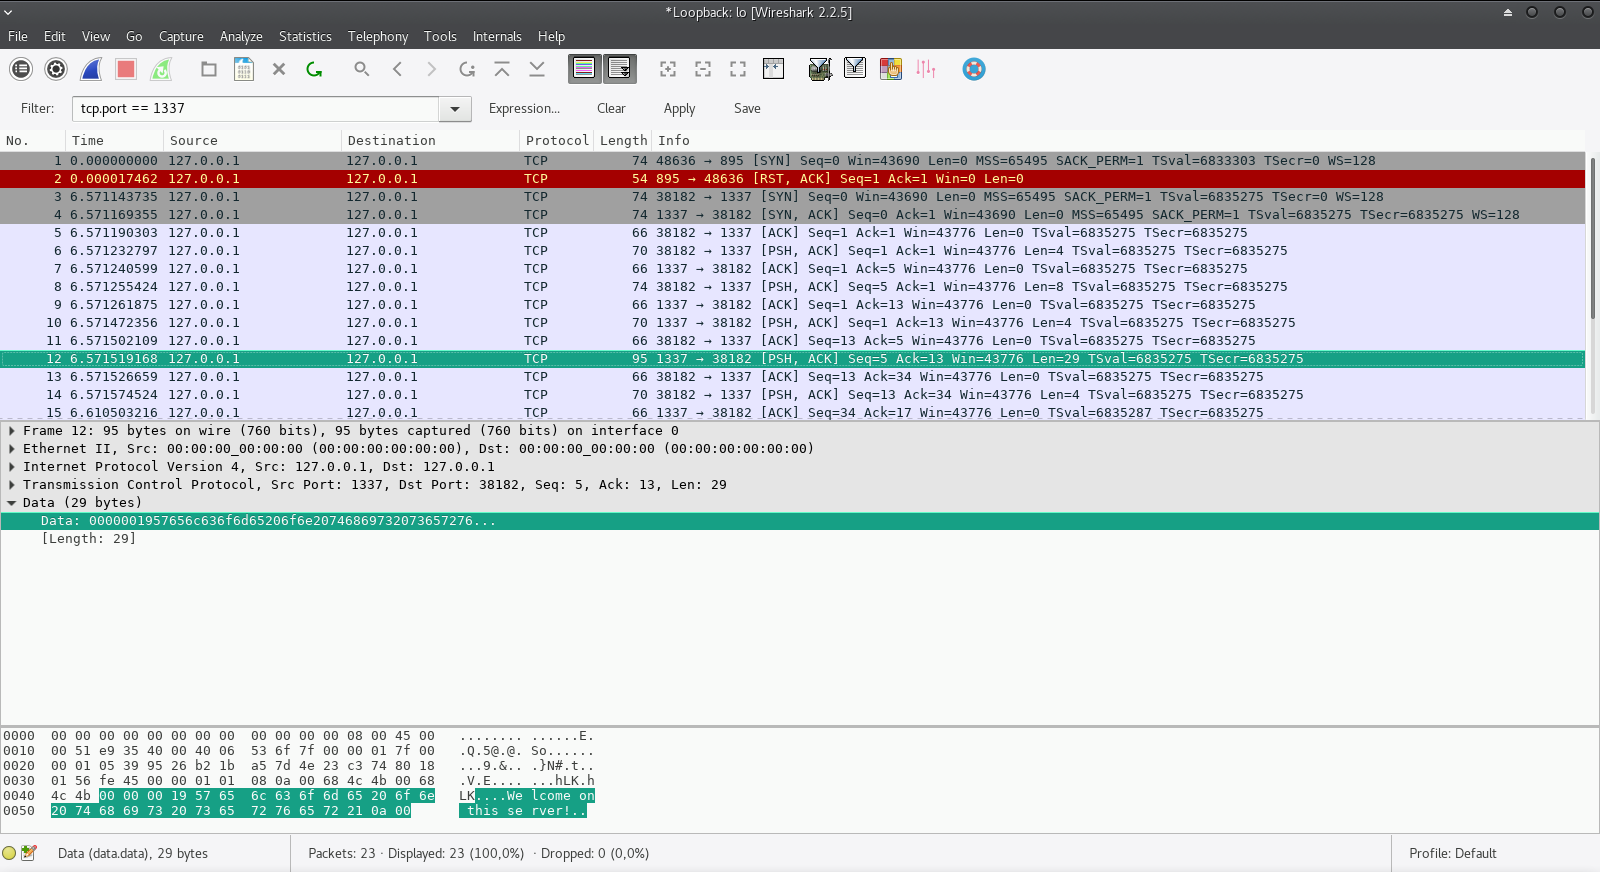 *Loopback: lo [Wireshark 2.2.5]
File Edit View Go Capture Analyze Statistics Telephony Tools Internals Help
Filter: tcp.port == 1337 Expression... Clear Apply Save
No. Time Source Destination Protocol Length Info
1 0.000000000 127.0.0.1 127.0.0.1 TCP 74 48636 → 895 [SYN] Seq=0 Win=43690 Len=0 MSS=65495 SACK_PERM=1 TSval=6833303 TSecr=0 WS=128
2 0.000017462 127.0.0.1 127.0.0.1 TCP 54 895 → 48636 [RST, ACK] Seq=1 Ack=1 Win=0 Len=0
3 6.571143735 127.0.0.1 127.0.0.1 TCP 74 38182 → 1337 [SYN] Seq=0 Win=43690 Len=0 MSS=65495 SACK_PERM=1 TSval=6835275 TSecr=0 WS=128
4 6.571169355 127.0.0.1 127.0.0.1 TCP 74 1337 → 38182 [SYN, ACK] Seq=0 Ack=1 Win=43690 Len=0 MSS=65495 SACK_PERM=1 TSval=6835275 TSecr=6835275 WS=128
5 6.571190303 127.0.0.1 127.0.0.1 TCP 66 38182 → 1337 [ACK] Seq=1 Ack=1 Win=43776 Len=0 TSval=6835275 TSecr=6835275
6 6.571232797 127.0.0.1 127.0.0.1 TCP 70 38182 → 1337 [PSH, ACK] Seq=1 Ack=1 Win=43776 Len=4 TSval=6835275 TSecr=6835275
7 6.571240599 127.0.0.1 127.0.0.1 TCP 66 1337 → 38182 [ACK] Seq=1 Ack=5 Win=43776 Len=0 TSval=6835275 TSecr=6835275
8 6.571255424 127.0.0.1 127.0.0.1 TCP 74 38182 → 1337 [PSH, ACK] Seq=5 Ack=1 Win=43776 Len=8 TSval=6835275 TSecr=6835275
9 6.571261875 127.0.0.1 127.0.0.1 TCP 66 1337 → 38182 [ACK] Seq=1 Ack=13 Win=43776 Len=0 TSval=6835275 TSecr=6835275
10 6.571472356 127.0.0.1 127.0.0.1 TCP 70 1337 → 38182 [PSH, ACK] Seq=1 Ack=13 Win=43776 Len=4 TSval=6835275 TSecr=6835275
11 6.571502109 127.0.0.1 127.0.0.1 TCP 66 38182 → 1337 [ACK] Seq=13 Ack=5 Win=43776 Len=0 TSval=6835275 TSecr=6835275
12 6.571519168 127.0.0.1 127.0.0.1 TCP 95 1337 → 38182 [PSH, ACK] Seq=5 Ack=13 Win=43776 Len=29 TSval=6835275 TSecr=6835275
13 6.571526659 127.0.0.1 127.0.0.1 TCP 66 38182 → 1337 [ACK] Seq=13 Ack=34 Win=43776 Len=0 TSval=6835275 TSecr=6835275
14 6.571574524 127.0.0.1 127.0.0.1 TCP 70 38182 → 1337 [PSH, ACK] Seq=13 Ack=34 Win=43776 Len=4 TSval=6835275 TSecr=6835275
15 6.610503216 127.0.0.1 127.0.0.1 TCP 66 1337 → 38182 [ACK] Seq=34 Ack=17 Win=43776 Len=0 TSval=6835287 TSecr=6835275
Frame 12: 95 bytes on wire (760 bits), 95 bytes captured (760 bits) on interface 0
Ethernet II, Src: 00:00:00_00:00:00 (00:00:00:00:00:00), Dst: 00:00:00_00:00:00 (00:00:00:00:00:00)
Internet Protocol Version 4, Src: 127.0.0.1, Dst: 127.0.0.1
Transmission Control Protocol, Src Port: 1337, Dst Port: 38182, Seq: 5, Ack: 13, Len: 29
Data (29 bytes)
Data: 0000001957656c636f6d65206f6e20746869732073657276...
[Length: 29]
0000 00 00 00 00 00 00 00 00 00 00 00 00 08 00 45 00 ........ ......E.
0010 00 51 e9 35 40 00 40 06 53 6f 7f 00 00 01 7f 00 .Q.5@.@. So......
0020 00 01 05 39 95 26 b2 1b a5 7d 4e 23 c3 74 80 18 ...9.&.. .}N#.t..
0030 01 56 fe 45 00 00 01 01 08 0a 00 68 4c 4b 00 68 .V.E.... ...hLK.h
0040 4c 4b 00 00 00 19 57 65 6c 63 6f 6d 65 20 6f 6e LK....We lcome on
0050 20 74 68 69 73 20 73 65 72 76 65 72 21 0a 00 this se rver!..
Data (data.data), 29 bytes Packets: 23 · Displayed: 23 (100,0%) · Dropped: 0 (0,0%) Profile: Default